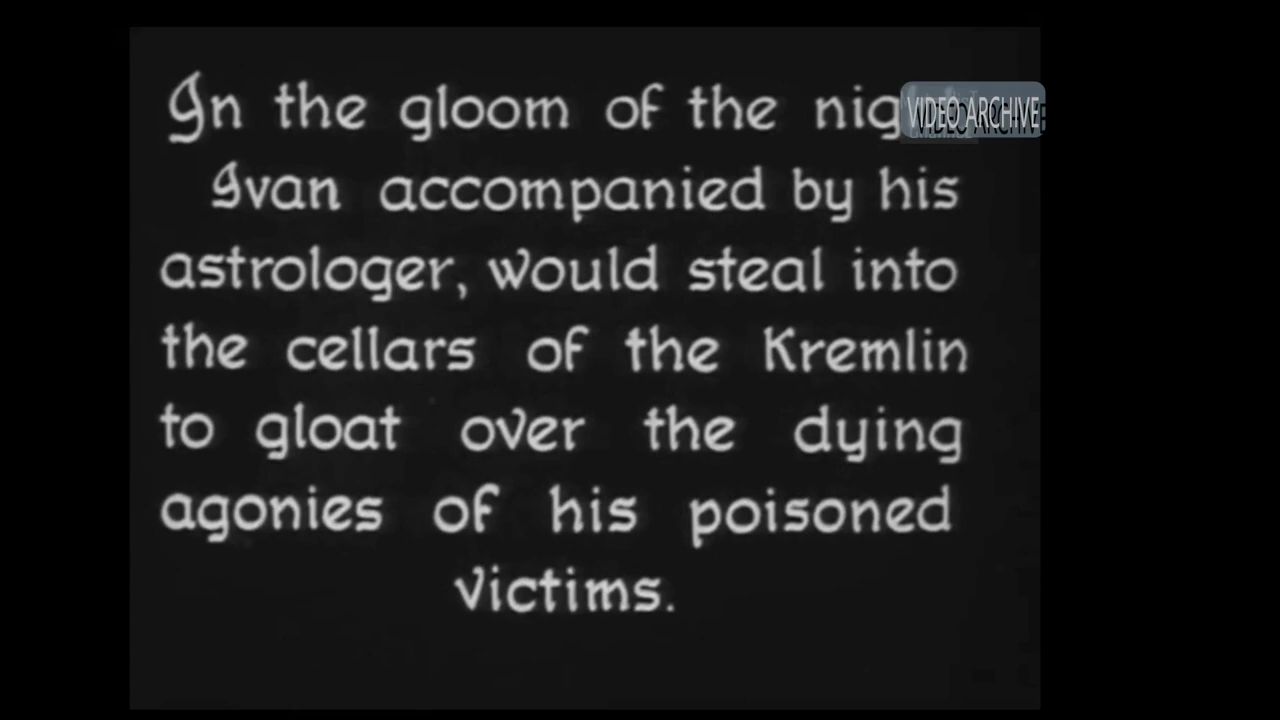 In the gloom of the nig
VIDEO ARCHIVE
Ivan accompanied by his
astrologer, would steal into
the cellars of the Kremlin
to gloat over the dying
agonies of his poisoned
victims.